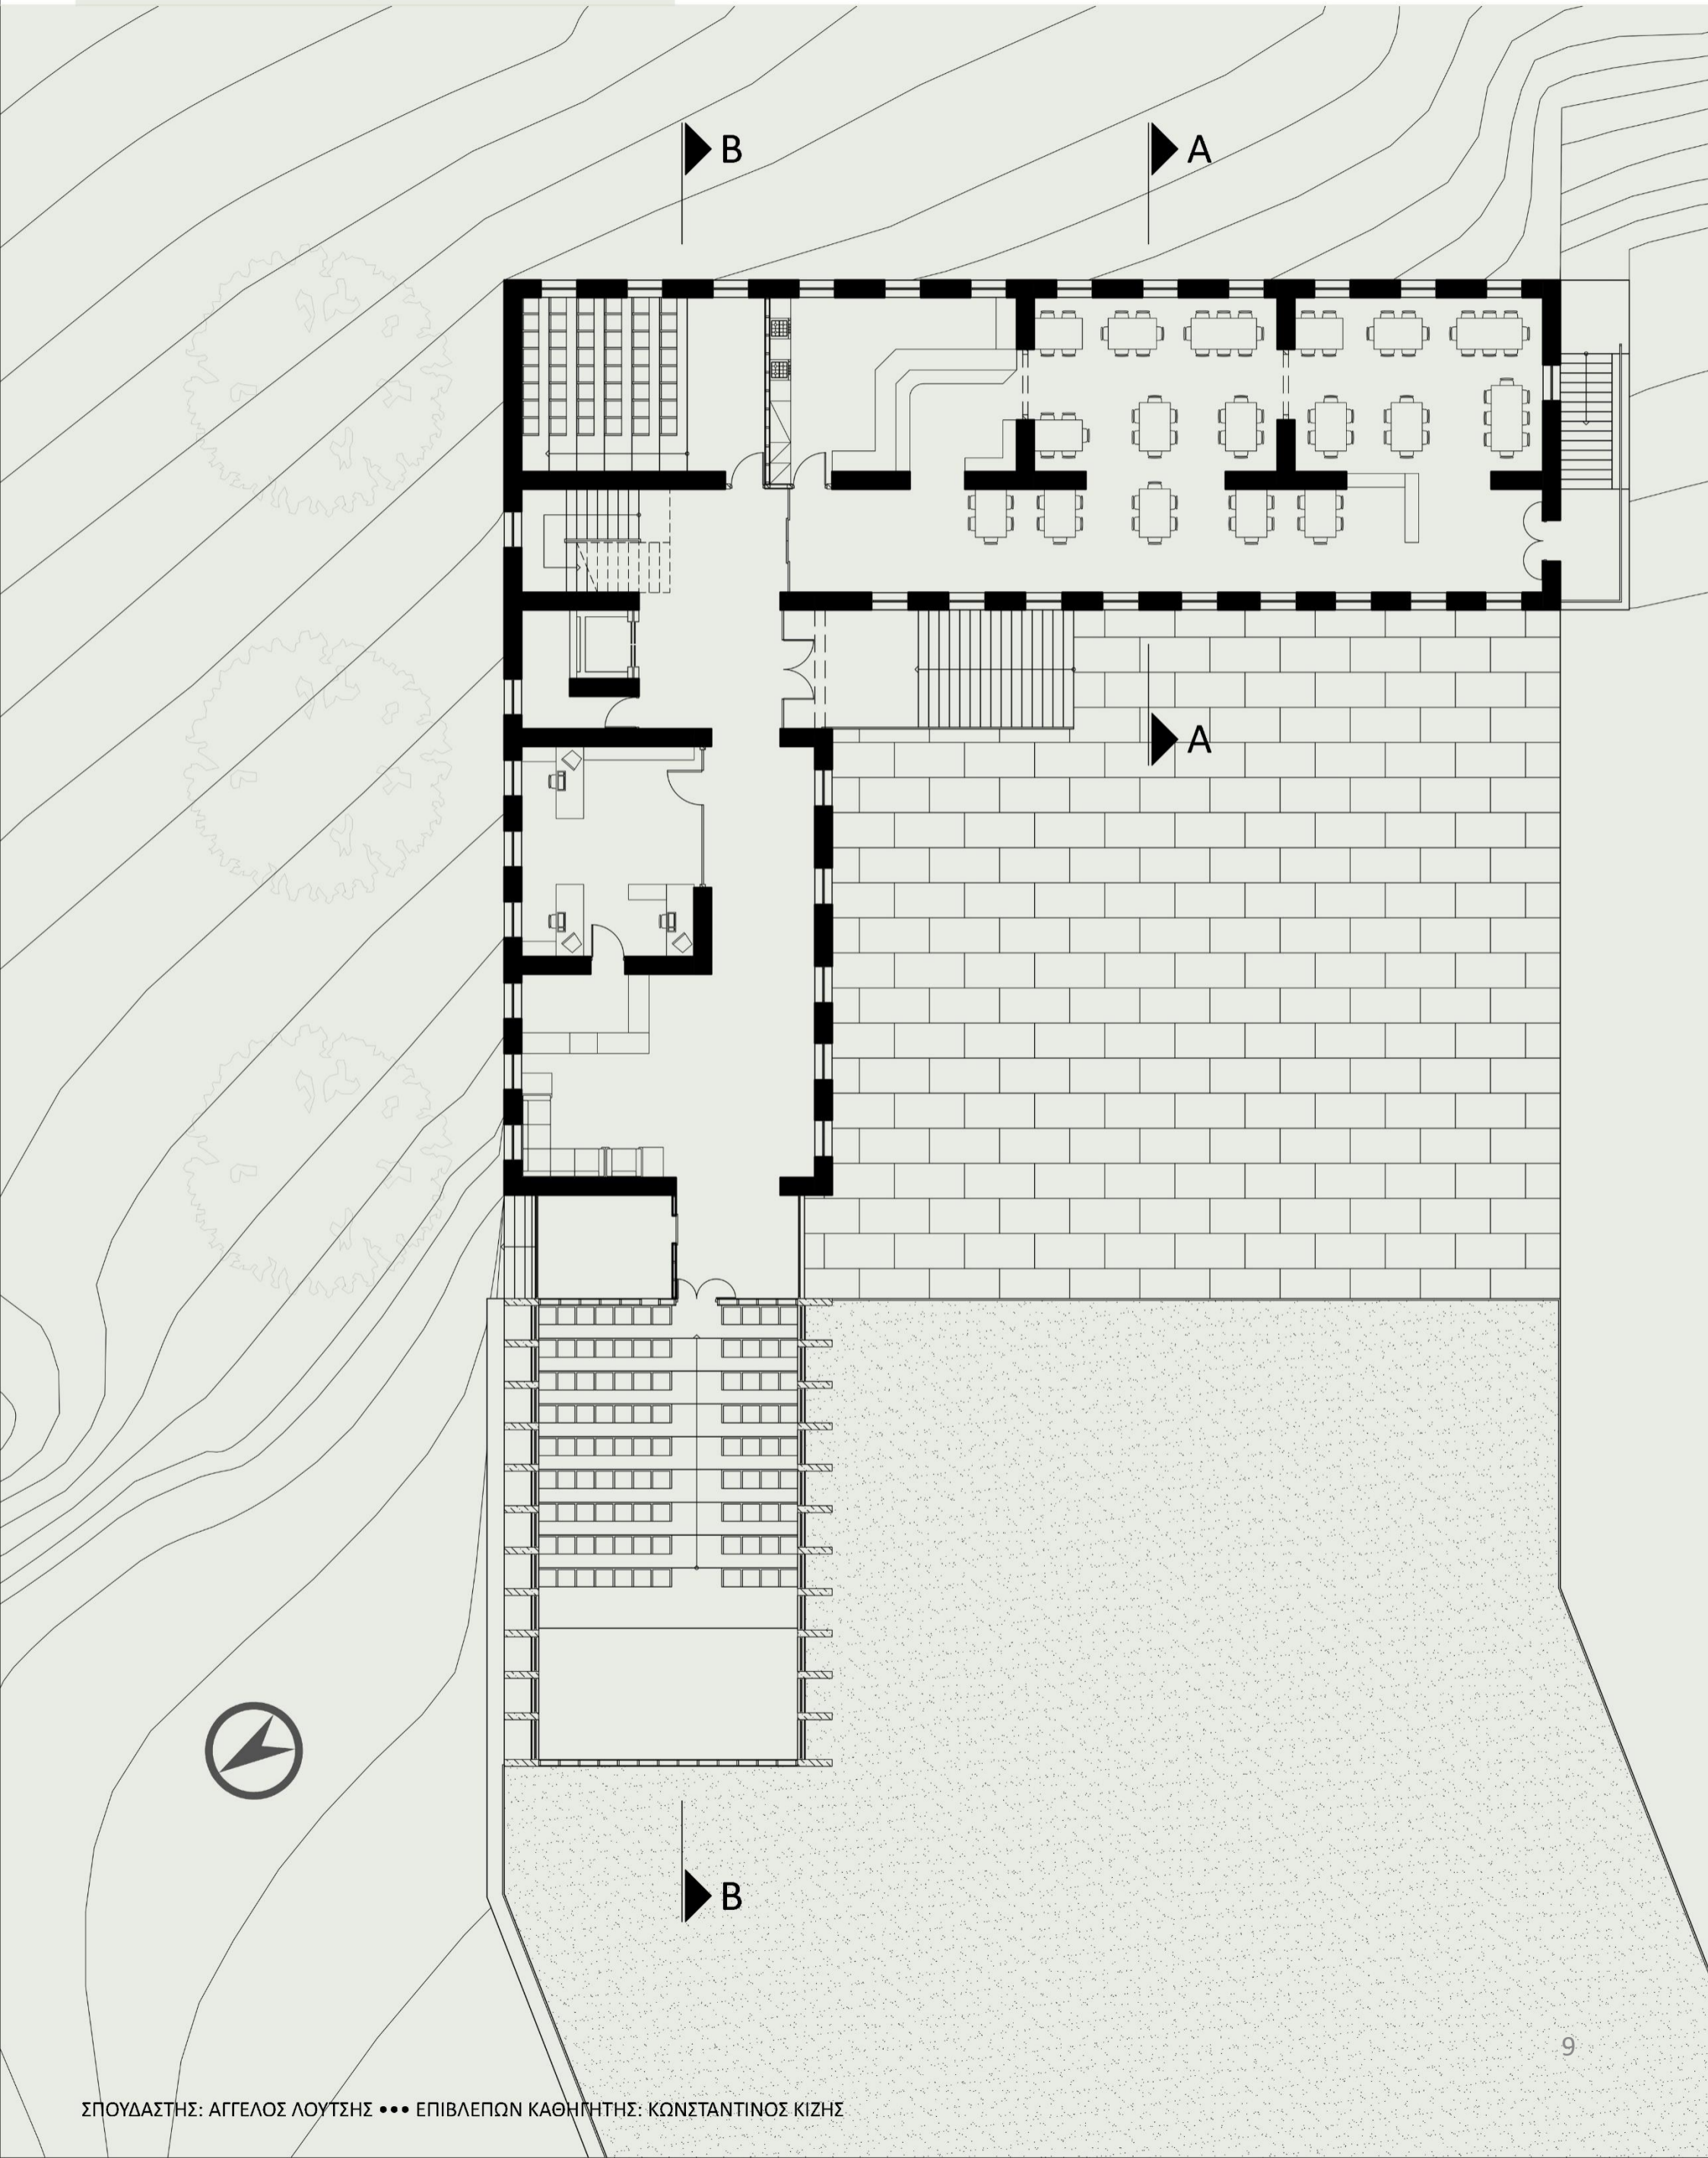 B
A
A
B
9
ΣΠΟΥΔΑΣΤΗΣ: ΑΓΓΕΛΟΣ ΛΟΥΤΣΗΣ ••• ΕΠΙΒΛΕΠΩΝ ΚΑΘΗΓΗΤΗΣ: ΚΩΝΣΤΑΝΤΙΝΟΣ ΚΙΖΗΣ